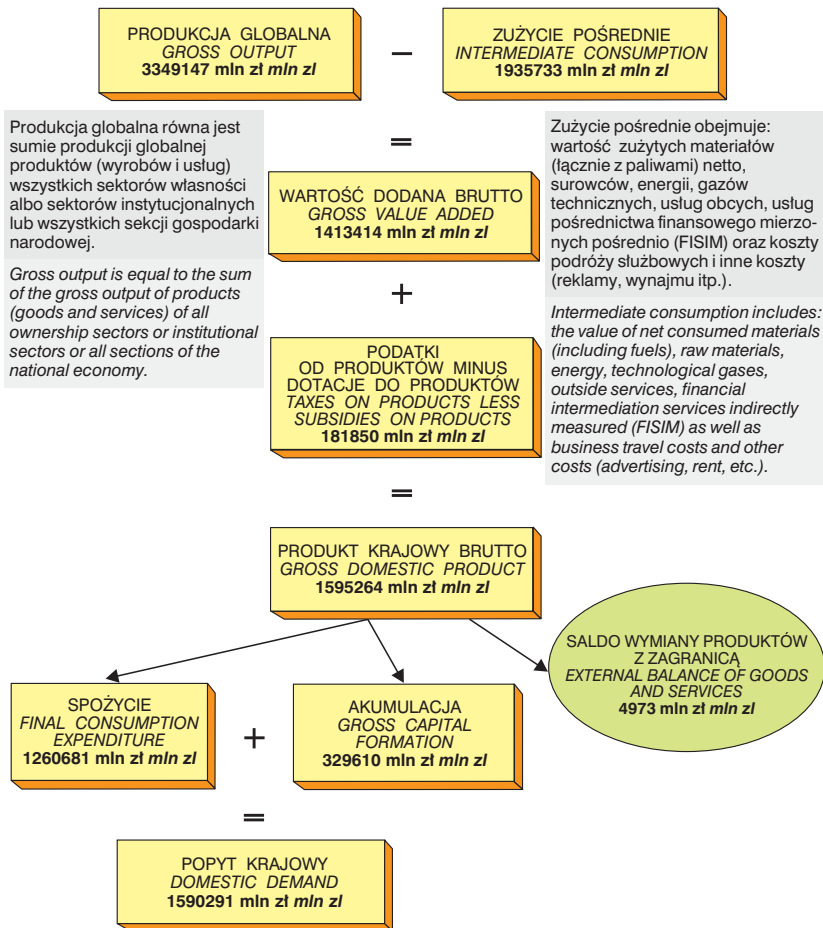 PRODUKCJA GLOBALNA
GROSS OUTPUT
3349147 mln zł mln zl
–
ZUŻYCIE POŚREDNIE
INTERMEDIATE CONSUMPTION
1935733 mln zł mln zl
=
Produkcja globalna równa jest
sumie produkcji globalnej
produktów (wyrobów i usług)
wszystkich sektorów własności
albo sektorów instytucjonalnych
lub wszystkich sekcji gospodarki
narodowej.
Gross output is equal to the sum
of the gross output of products
(goods and services) of all
ownership sectors or institutional
sectors or all sections of the
national economy.
WARTOŚĆ DODANA BRUTTO
GROSS VALUE ADDED
1413414 mln zł mln zl
+
PODATKI
OD PRODUKTÓW MINUS
DOTACJE DO PRODUKTÓW
TAXES ON PRODUCTS LESS
SUBSIDIES ON PRODUCTS
181850 mln zł mln zl
Zużycie pośrednie obejmuje:
wartość zużytych materiałów
(łącznie z paliwami) netto,
surowców, energii, gazów
technicznych, usług obcych, usług
pośrednictwa finansowego mierzo-
nych pośrednio (FISIM) oraz koszty
podróży służbowych i inne koszty
(reklamy, wynajmu itp.).
Intermediate consumption includes:
the value of net consumed materials
(including fuels), raw materials,
energy, technological gases,
outside services, financial
intermediation services indirectly
measured (FISIM) as well as
business travel costs and other
costs (advertising, rent, etc.).
=
PRODUKT KRAJOWY BRUTTO
GROSS DOMESTIC PRODUCT
1595264 mln zł mln zl
SALDO WYMIANY PRODUKTÓW
Z ZAGRANICĄ
EXTERNAL BALANCE OF GOODS
AND SERVICES
4973 mln zł mln zl
SPOŻYCIE
FINAL CONSUMPTION
EXPENDITURE
1260681 mln zł mln zl
+
AKUMULACJA
GROSS CAPITAL
FORMATION
329610 mln zł mln zl
=
POPYT KRAJOWY
DOMESTIC DEMAND
1590291 mln zł mln zl